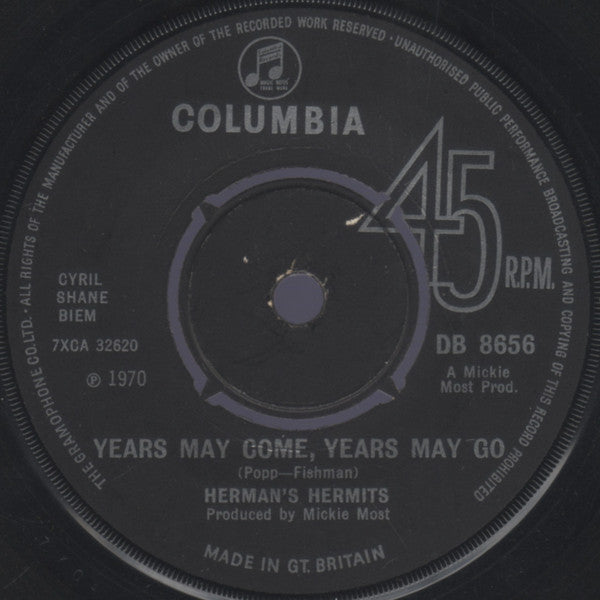 THE GRAMOPHONE CO. LTD. · ALL RIGHTS OF THE MANUFACTURER AND OF THE OWNER OF THE RECORDED WORK RESERVED · UNAUTHORISED PUBLIC PERFORMANCE BROADCASTING AND COPYING OF THIS RECORD PROHIBITED
COLUMBIA
45
R.P.M.
CYRIL
SHANE
BIEM
7XCA 32620
℗ 1970
DB 8656
A Mickie
Most Prod.
YEARS MAY COME, YEARS MAY GO
(Popp—Fishman)
HERMAN'S HERMITS
Produced by Mickie Most
MADE IN GT. BRITAIN